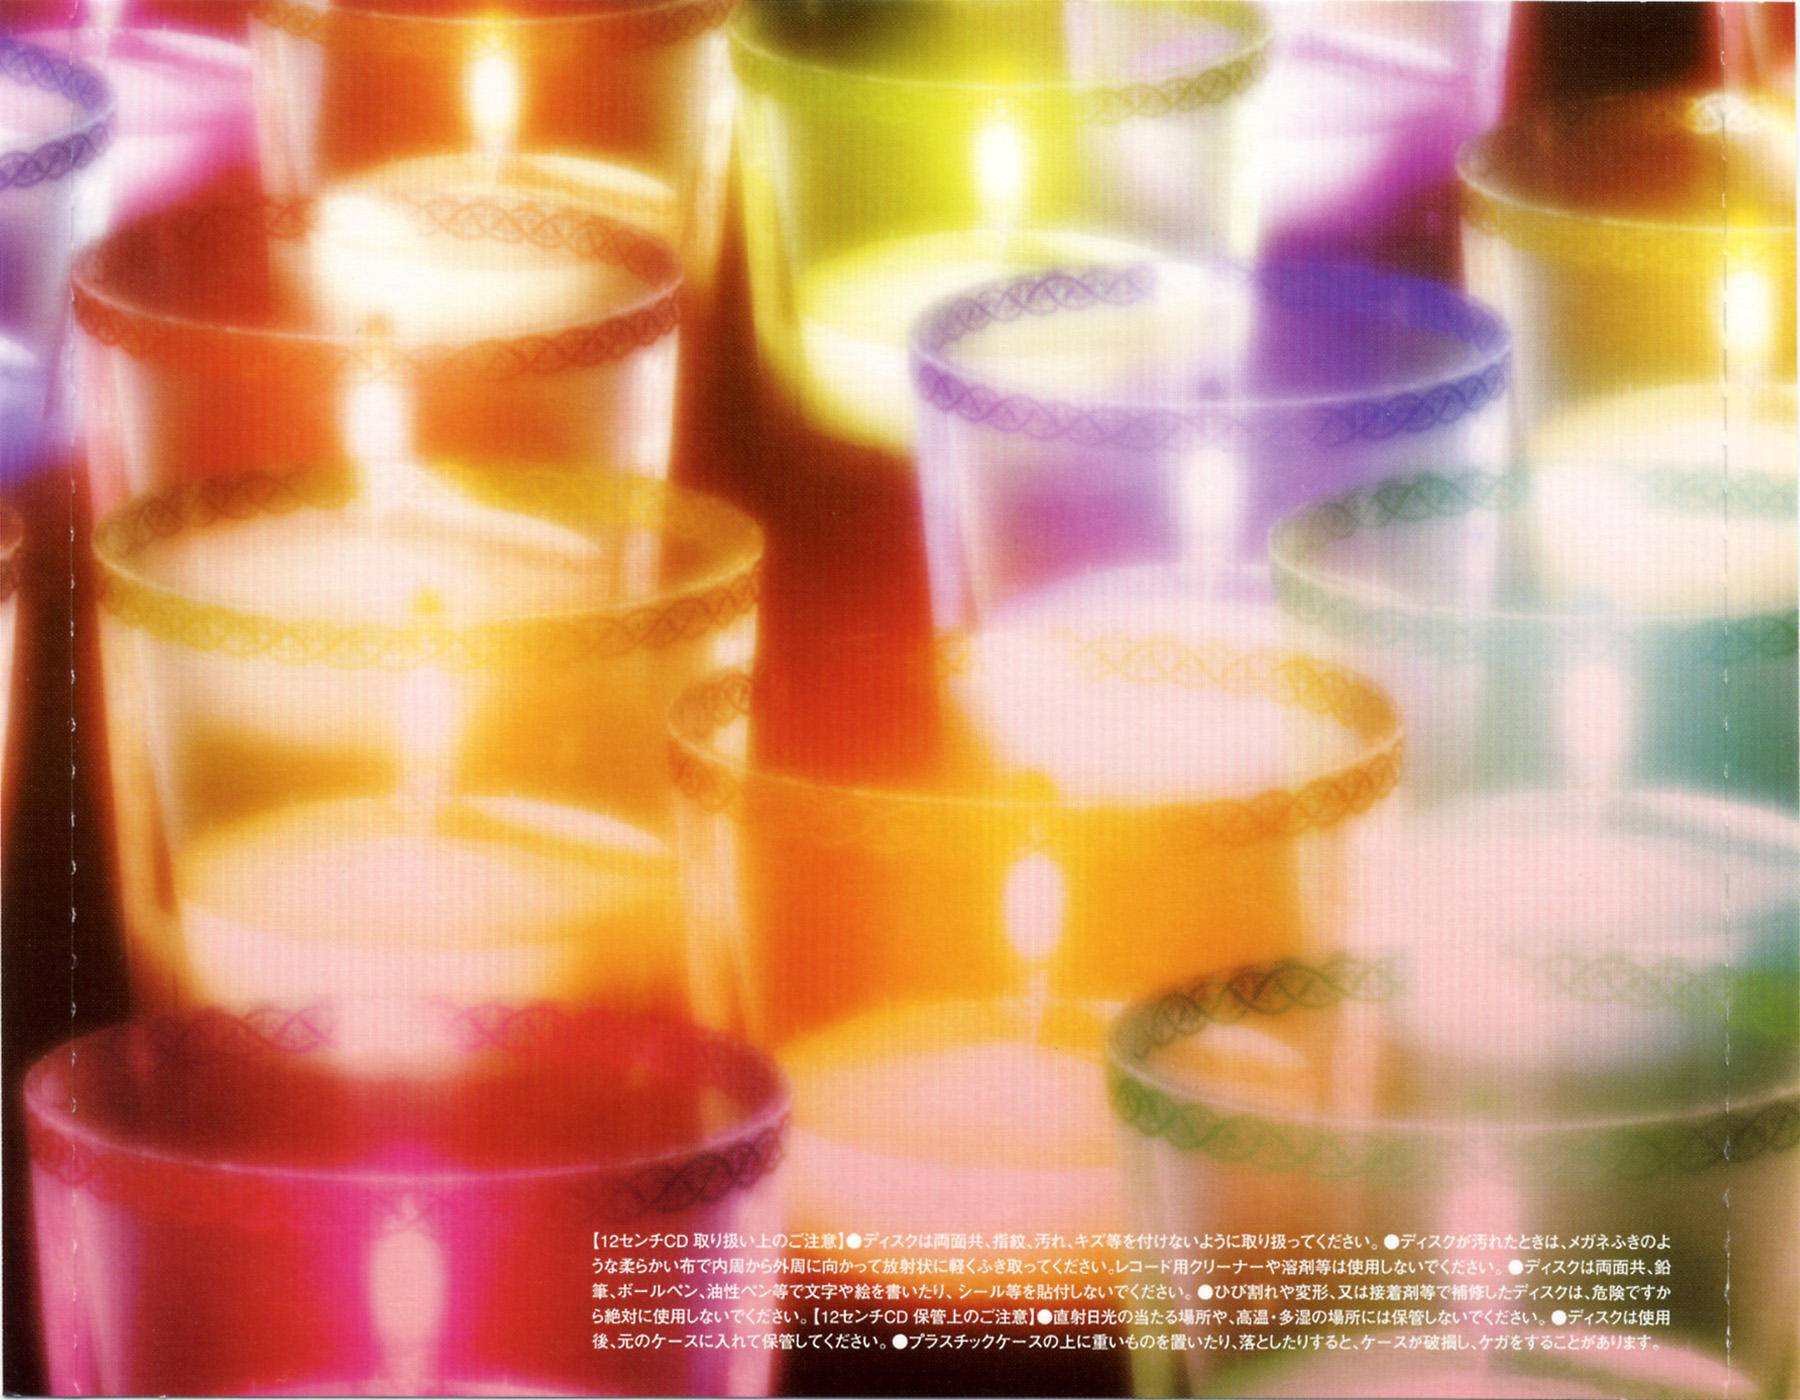 【12センチCD 取り扱い上のご注意】●ディスクは両面共、指紋、汚れ、キズ等を付けないように取り扱ってください。●ディスクが汚れたときは、メガネふきのよ
うな柔らかい布で内周から外周に向かって放射状に軽くふき取ってください。レコード用クリーナーや溶剤等は使用しないでください。●ディスクは両面共、鉛
筆、ボールペン、油性ペン等で文字や絵を書いたり、シール等を貼付しないでください。●ひび割れや変形、又は接着剤等で補修したディスクは、危険ですか
ら絶対に使用しないでください。【12センチCD 保管上のご注意】●直射日光の当たる場所や、高温・多湿の場所には保管しないでください。●ディスクは使用
後、元のケースに入れて保管してください。●プラスチックケースの上に重いものを置いたり、落としたりすると、ケースが破損し、ケガをすることがあります。